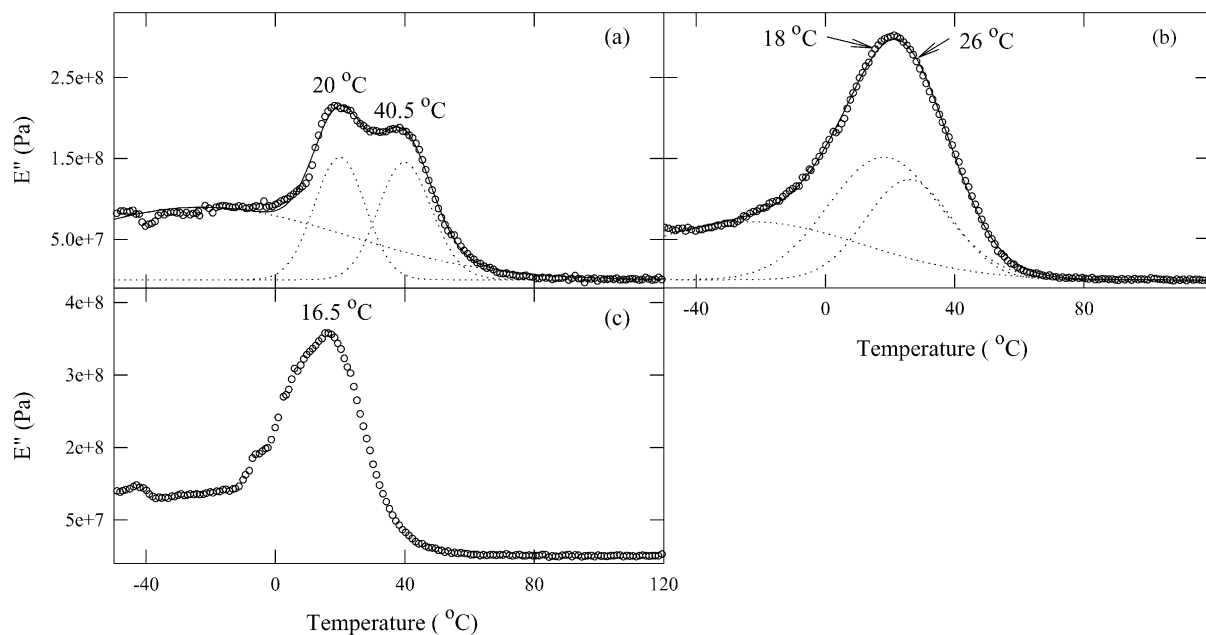 (a)
20 °C
40.5 °C
2.5e+8
1.5e+8
5.0e+7
E" (Pa)
18 °C
26 °C
(b)
-40
0
40
80
Temperature ( °C)
(c)
16.5 °C
4e+8
3e+8
2e+8
5e+7
E" (Pa)
-40
0
40
80
120
Temperature ( °C)